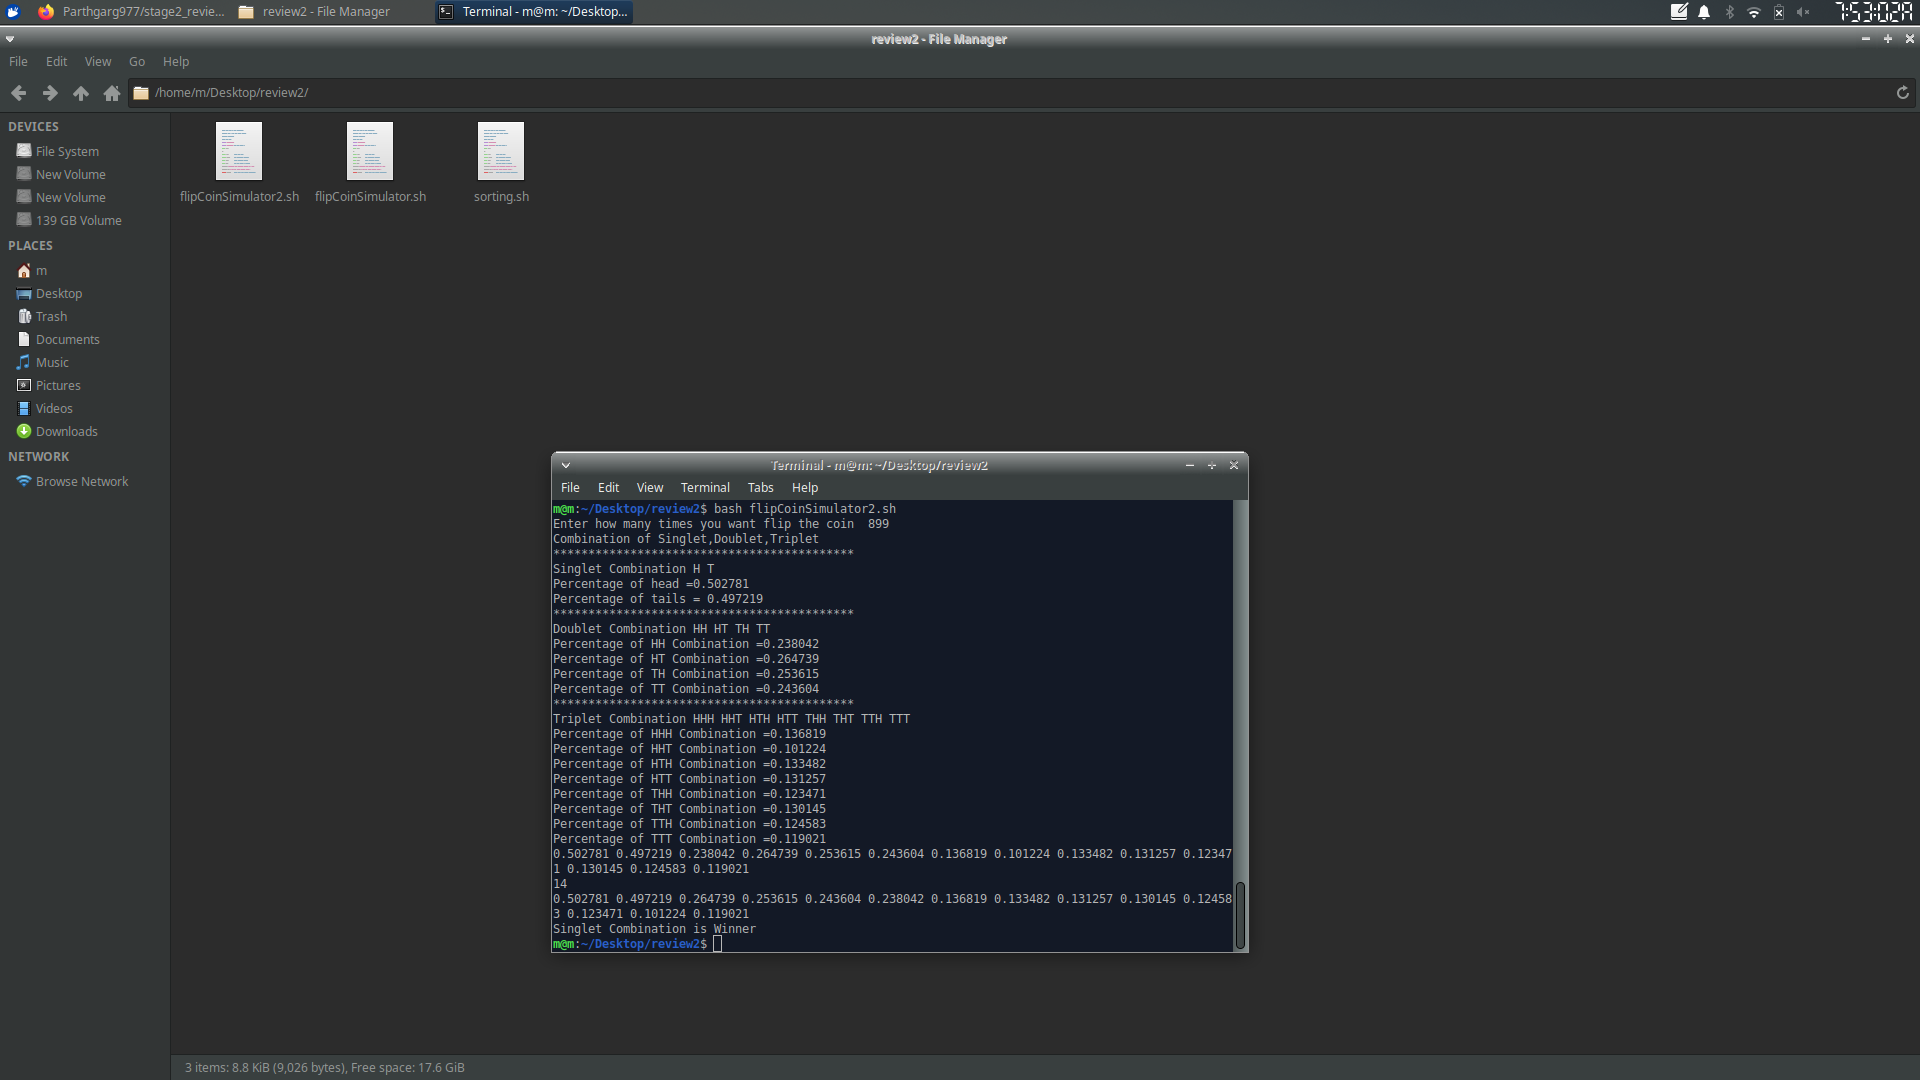 Parthgarg977/stage2_revie...
review2 - File Manager
Terminal - m@m: ~/Desktop...
7:53:02A
review2 - File Manager
File Edit View Go Help
/home/m/Desktop/review2/
DEVICES
File System
New Volume
New Volume
139 GB Volume
PLACES
m
Desktop
Trash
Documents
Music
Pictures
Videos
Downloads
NETWORK
Browse Network
flipCoinSimulator2.sh
flipCoinSimulator.sh
sorting.sh
Terminal - m@m: ~/Desktop/review2
File Edit View Terminal Tabs Help
m@m:~/Desktop/review2$ bash flipCoinSimulator2.sh
Enter how many times you want flip the coin  899
Combination of Singlet,Doublet,Triplet
*******************************************
Singlet Combination H T
Percentage of head =0.502781
Percentage of tails = 0.497219
*******************************************
Doublet Combination HH HT TH TT
Percentage of HH Combination =0.238042
Percentage of HT Combination =0.264739
Percentage of TH Combination =0.253615
Percentage of TT Combination =0.243604
*******************************************
Triplet Combination HHH HHT HTH HTT THH THT TTH TTT
Percentage of HHH Combination =0.136819
Percentage of HHT Combination =0.101224
Percentage of HTH Combination =0.133482
Percentage of HTT Combination =0.131257
Percentage of THH Combination =0.123471
Percentage of THT Combination =0.130145
Percentage of TTH Combination =0.124583
Percentage of TTT Combination =0.119021
0.502781 0.497219 0.238042 0.264739 0.253615 0.243604 0.136819 0.101224 0.133482 0.131257 0.12347
1 0.130145 0.124583 0.119021
14
0.502781 0.497219 0.264739 0.253615 0.243604 0.238042 0.136819 0.133482 0.131257 0.130145 0.12458
3 0.123471 0.101224 0.119021
Singlet Combination is Winner
m@m:~/Desktop/review2$
3 items: 8.8 KiB (9,026 bytes), Free space: 17.6 GiB